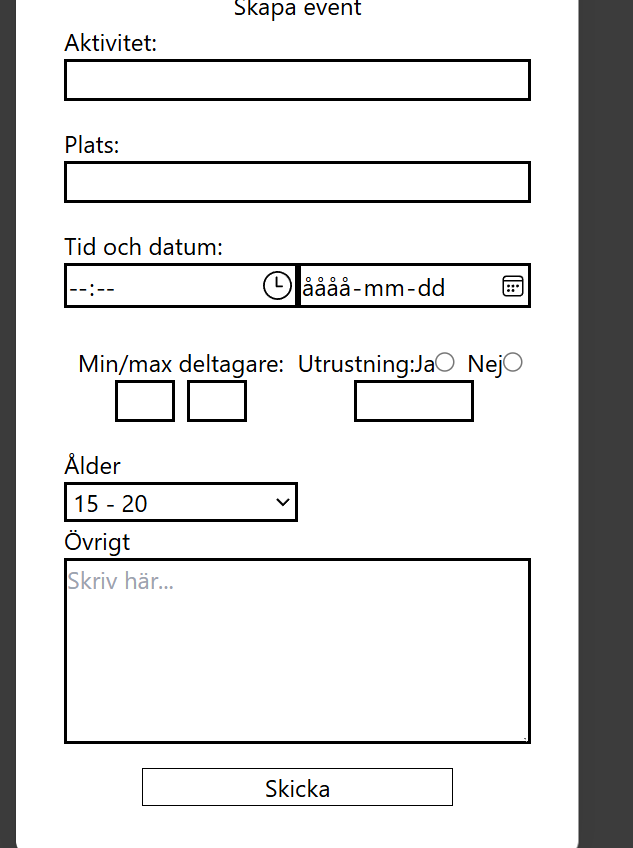 Skapa event
Aktivitet:
Plats:
Tid och datum:
--:-- åååå-mm-dd
Min/max deltagare: Utrustning:Ja Nej
Ålder
15 - 20
Övrigt
Skriv här...
Skicka